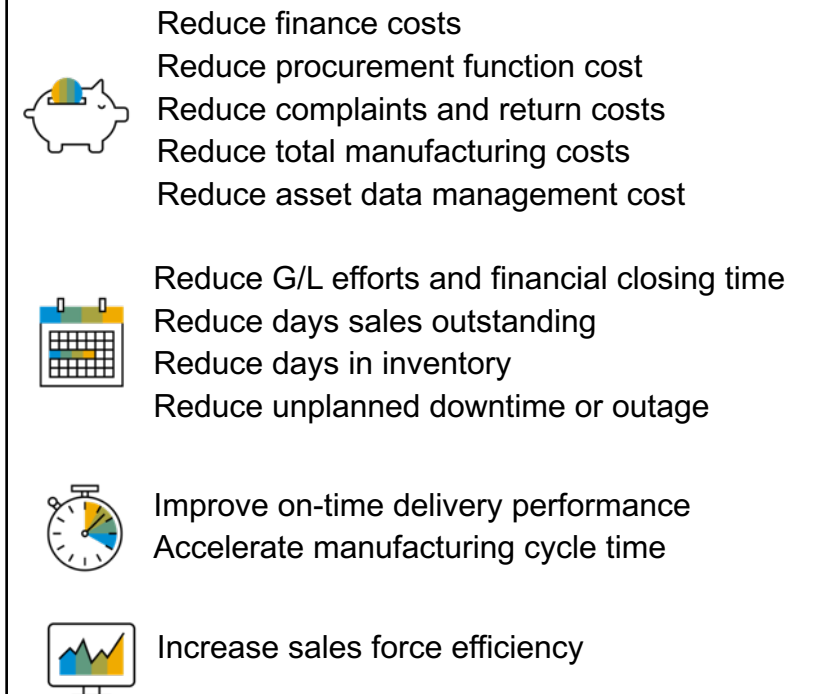 Reduce finance costs
Reduce procurement function cost
Reduce complaints and return costs
Reduce total manufacturing costs
Reduce asset data management cost
Reduce G/L efforts and financial closing time
Reduce days sales outstanding
Reduce days in inventory
Reduce unplanned downtime or outage
Improve on-time delivery performance
Accelerate manufacturing cycle time
Increase sales force efficiency